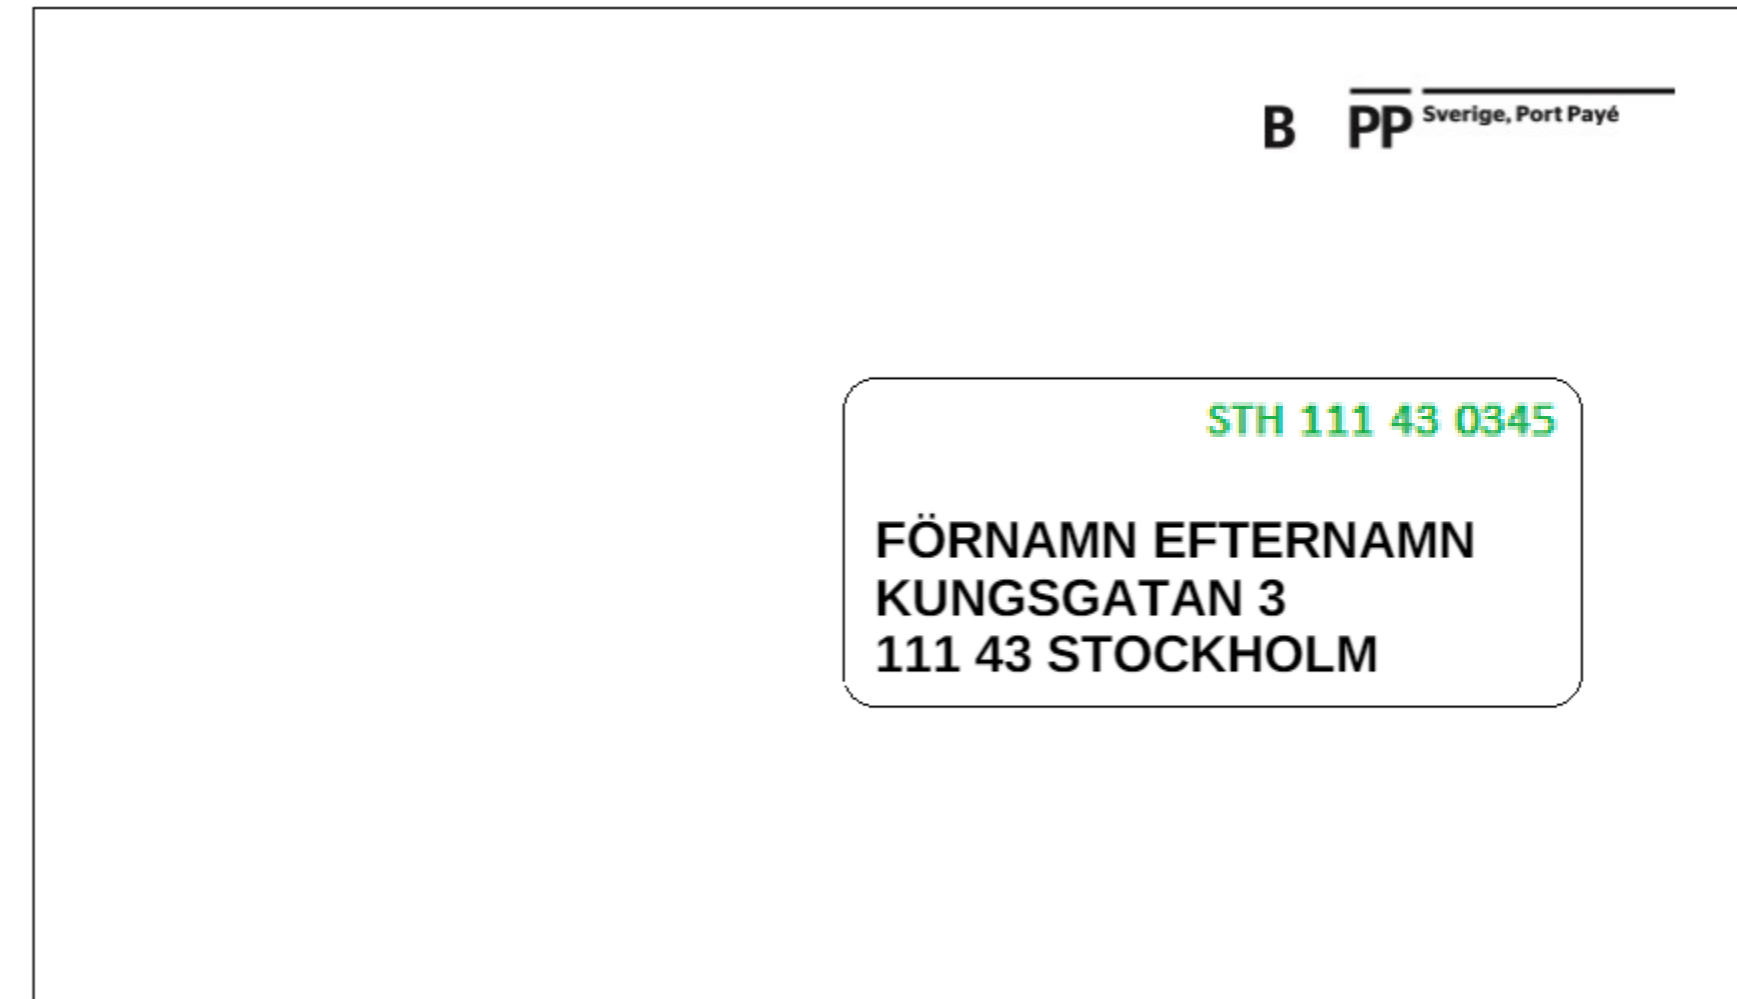 B PP Sverige, Port Payé
STH 111 43 0345
FÖRNAMN EFTERNAMN
KUNGSGATAN 3
111 43 STOCKHOLM